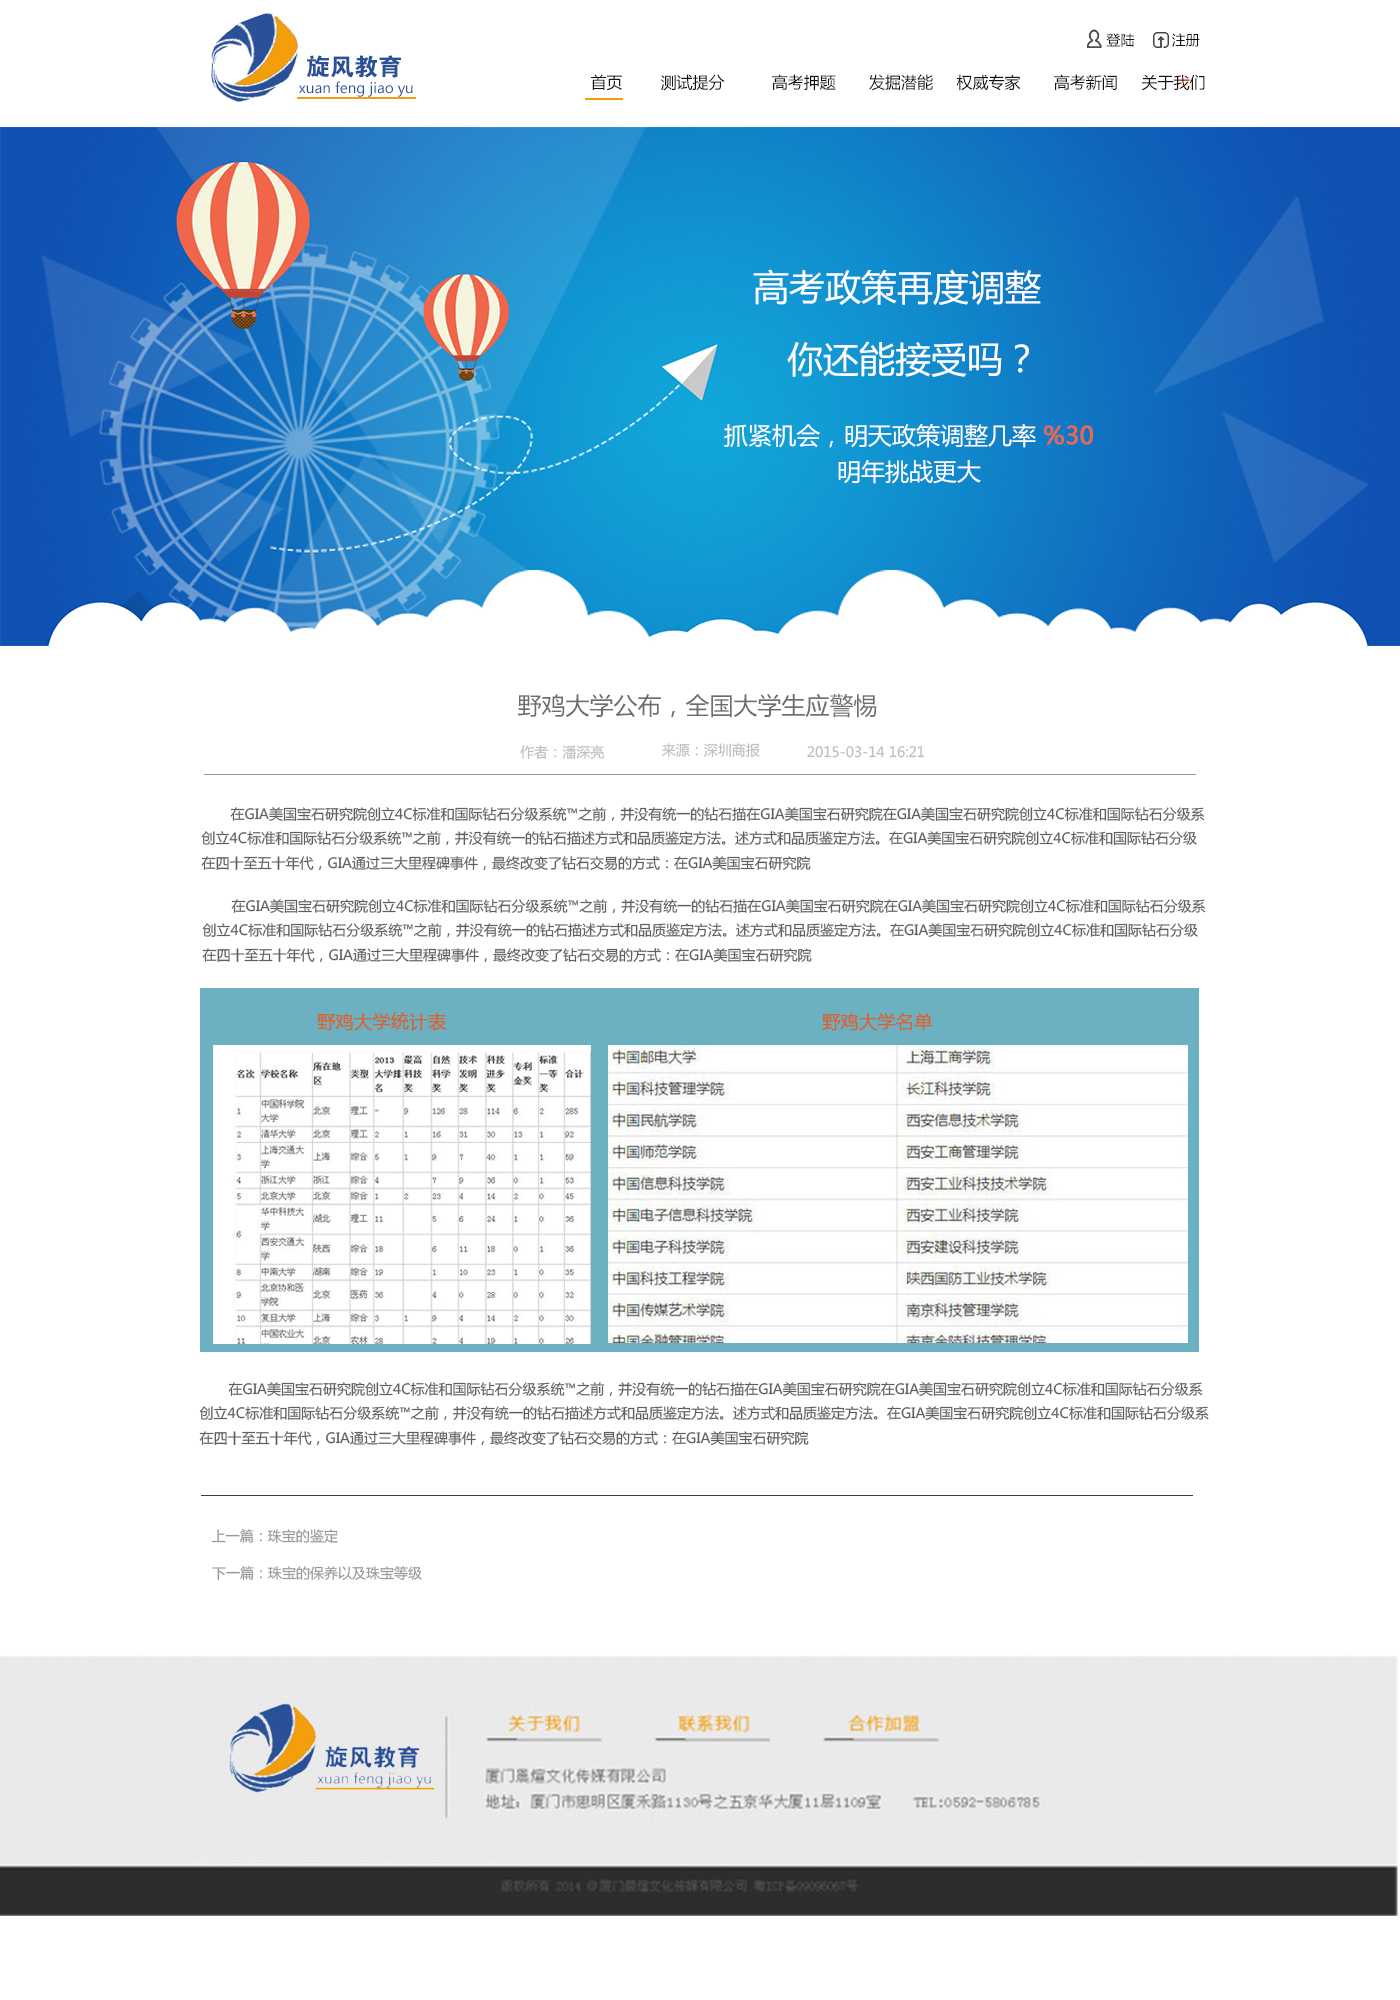 旋风教育
xuan feng jiao yu
登陆 注册
首页 测试提分 高考押题 发掘潜能 权威专家 高考新闻 关于我们
高考政策再度调整
你还能接受吗？
抓紧机会，明天政策调整几率 %30
明年挑战更大
野鸡大学公布，全国大学生应警惕
作者：潘深亮 来源：深圳商报 2015-03-14 16:21
在GIA美国宝石研究院创立4C标准和国际钻石分级系统™之前，并没有统一的钻石描在GIA美国宝石研究院在GIA美国宝石研究院创立4C标准和国际钻石分级系
创立4C标准和国际钻石分级系统™之前，并没有统一的钻石描述方式和品质鉴定方法。述方式和品质鉴定方法。在GIA美国宝石研究院创立4C标准和国际钻石分级
在四十至五十年代，GIA通过三大里程碑事件，最终改变了钻石交易的方式：在GIA美国宝石研究院
在GIA美国宝石研究院创立4C标准和国际钻石分级系统™之前，并没有统一的钻石描在GIA美国宝石研究院在GIA美国宝石研究院创立4C标准和国际钻石分级系
创立4C标准和国际钻石分级系统™之前，并没有统一的钻石描述方式和品质鉴定方法。述方式和品质鉴定方法。在GIA美国宝石研究院创立4C标准和国际钻石分级
在四十至五十年代，GIA通过三大里程碑事件，最终改变了钻石交易的方式：在GIA美国宝石研究院
野鸡大学统计表
名次 学校名称 所在地区 类型 2013大学排名 最高科技奖 自然科学奖 技术发明奖 科技进步奖 专利金奖 标准一等奖 合计
1 中国科学院大学 北京 理工 - 9 126 28 114 6 2 285
2 清华大学 北京 理工 2 1 16 31 30 13 1 92
3 上海交通大学 上海 综合 5 1 9 7 40 1 1 59
4 浙江大学 浙江 综合 4 7 9 36 0 1 53
5 北京大学 北京 综合 1 2 23 4 14 2 0 45
6 华中科技大学 湖北 理工 11 5 6 24 1 0 36
西安交通大学 陕西 综合 18 6 11 18 0 1 36
8 中南大学 湖南 综合 19 1 10 23 1 0 35
9 北京协和医学院 北京 医药 36 4 0 28 0 0 32
10 复旦大学 上海 综合 3 1 9 4 14 2 0 30
11 中国农业大 北京 农林 28 2 4 19 1 0 26
野鸡大学名单
中国邮电大学 上海工商学院
中国科技管理学院 长江科技学院
中国民航学院 西安信息技术学院
中国师范学院 西安工商管理学院
中国信息科技学院 西安工业科技技术学院
中国电子信息科技学院 西安工业科技学院
中国电子科技学院 西安建设科技学院
中国科技工程学院 陕西国防工业技术学院
中国传媒艺术学院 南京科技管理学院
中国金融管理学院 南京金陵科技管理学院
在GIA美国宝石研究院创立4C标准和国际钻石分级系统™之前，并没有统一的钻石描在GIA美国宝石研究院在GIA美国宝石研究院创立4C标准和国际钻石分级系
创立4C标准和国际钻石分级系统™之前，并没有统一的钻石描述方式和品质鉴定方法。述方式和品质鉴定方法。在GIA美国宝石研究院创立4C标准和国际钻石分级系
在四十至五十年代，GIA通过三大里程碑事件，最终改变了钻石交易的方式：在GIA美国宝石研究院
上一篇：珠宝的鉴定
下一篇：珠宝的保养以及珠宝等级
旋风教育
xuan feng jiao yu
关于我们 联系我们 合作加盟
厦门晨煊文化传媒有限公司
地址：厦门市思明区厦禾路1130号之五京华大厦11层1109室 TEL:0592-5806785
版权所有 2014 © 厦门晨煊文化传媒有限公司 粤ICP备09096067号